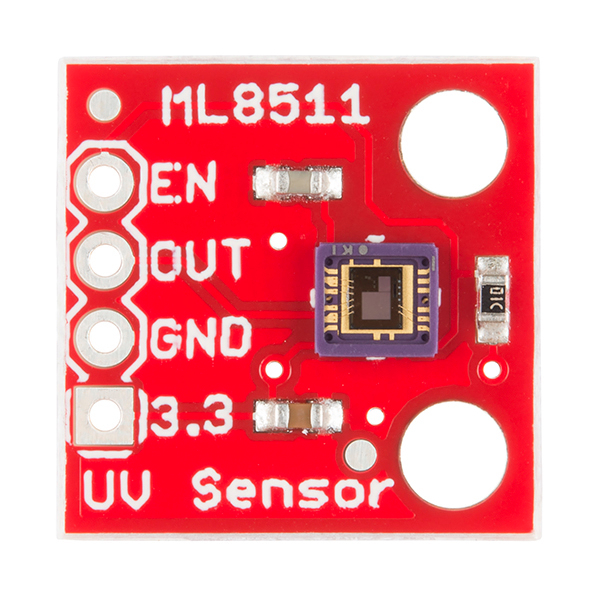 ML8511
EN
OUT
GND
3.3
UV Sensor